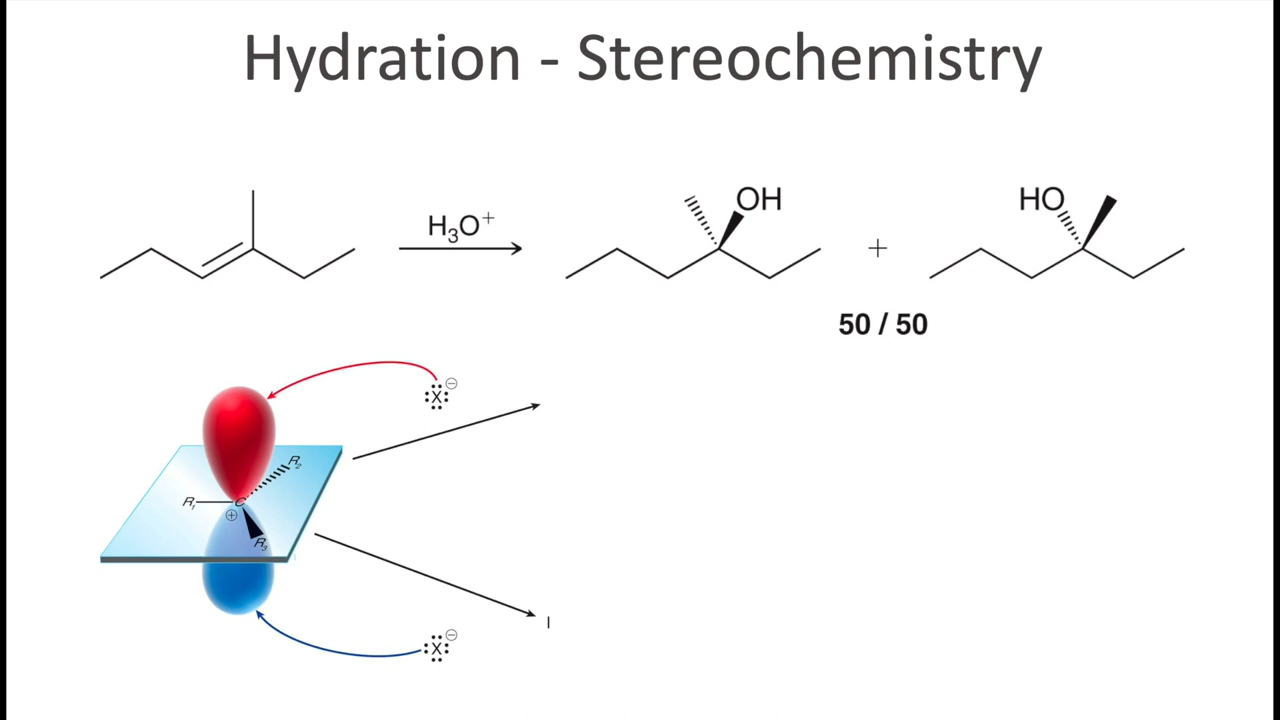 Hydration - Stereochemistry
H₃O⁺
OH
+
HO
50 / 50
X ⊖
R₂
R₁ C
⊕
R₃
X ⊖